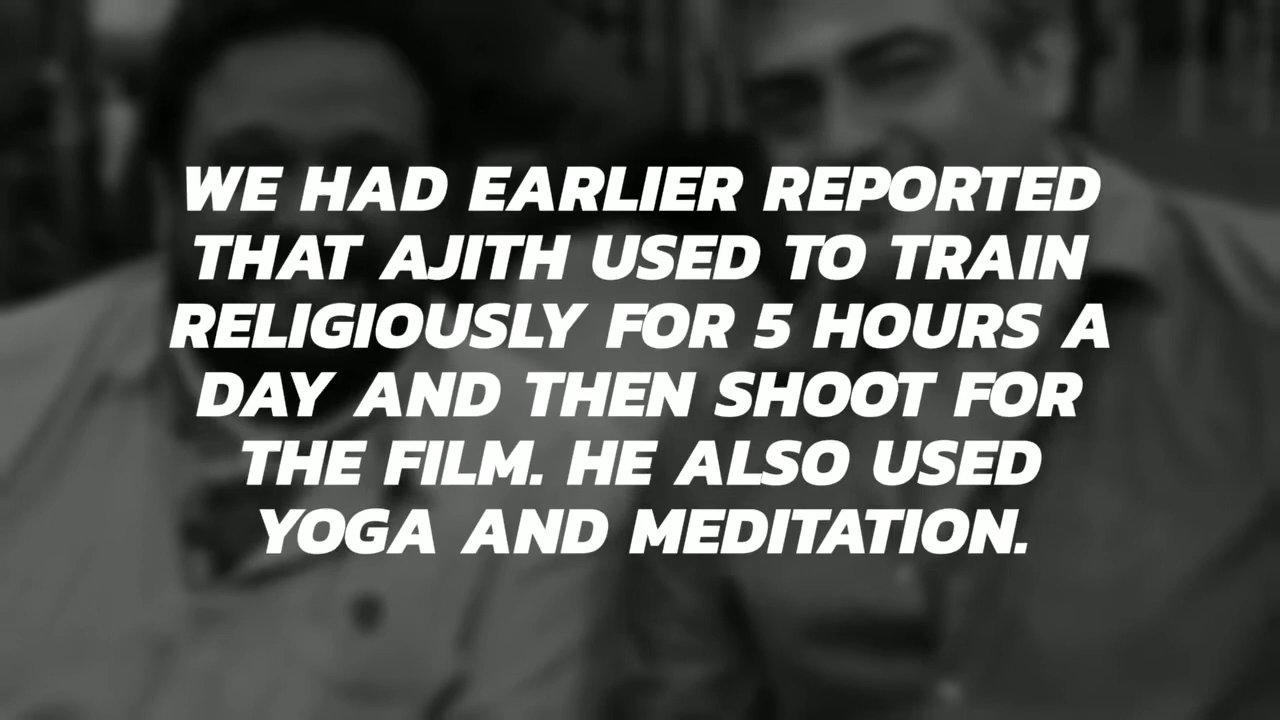 WE HAD EARLIER REPORTED
THAT AJITH USED TO TRAIN
RELIGIOUSLY FOR 5 HOURS A
DAY AND THEN SHOOT FOR
THE FILM. HE ALSO USED
YOGA AND MEDITATION.